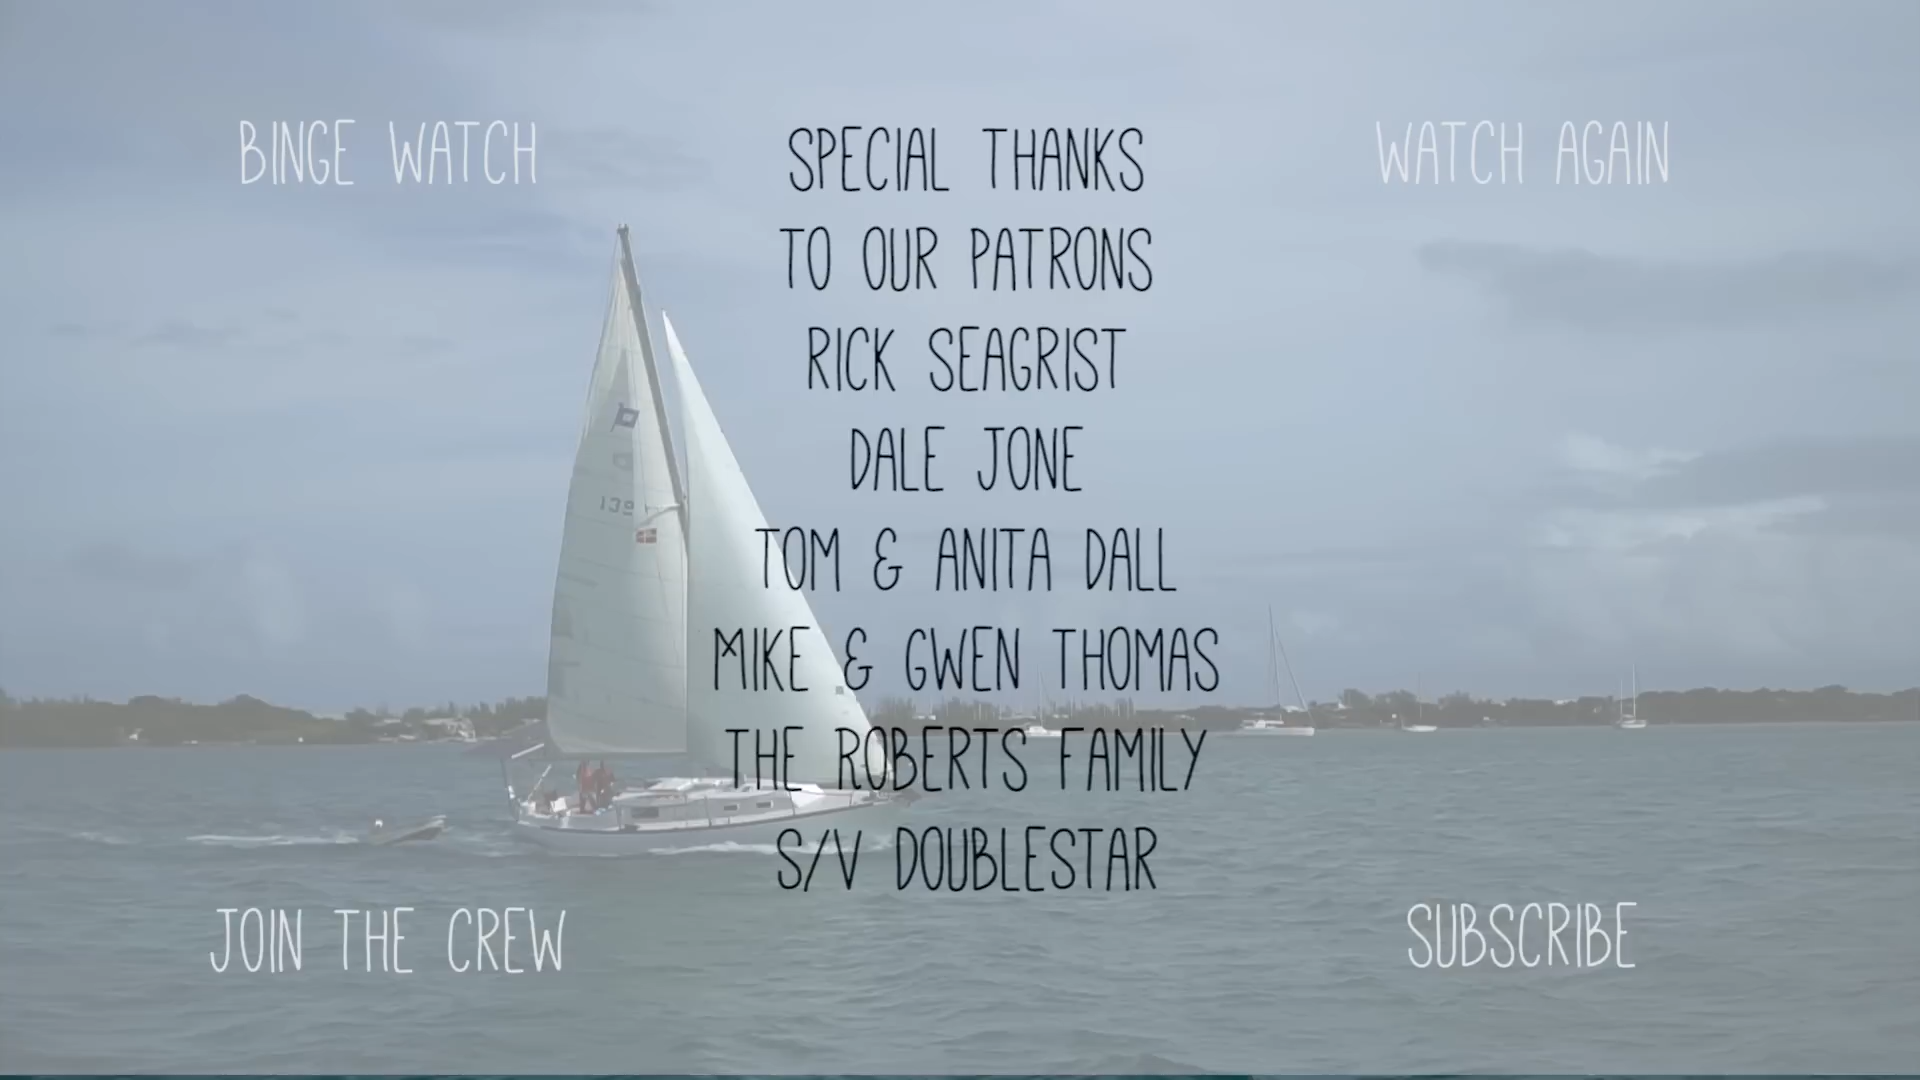 BINGE WATCH
WATCH AGAIN
SPECIAL THANKS
TO OUR PATRONS
RICK SEAGRIST
DALE JONE
TOM & ANITA DALL
MIKE & GWEN THOMAS
THE ROBERTS FAMILY
S/V DOUBLESTAR
JOIN THE CREW
SUBSCRIBE
139